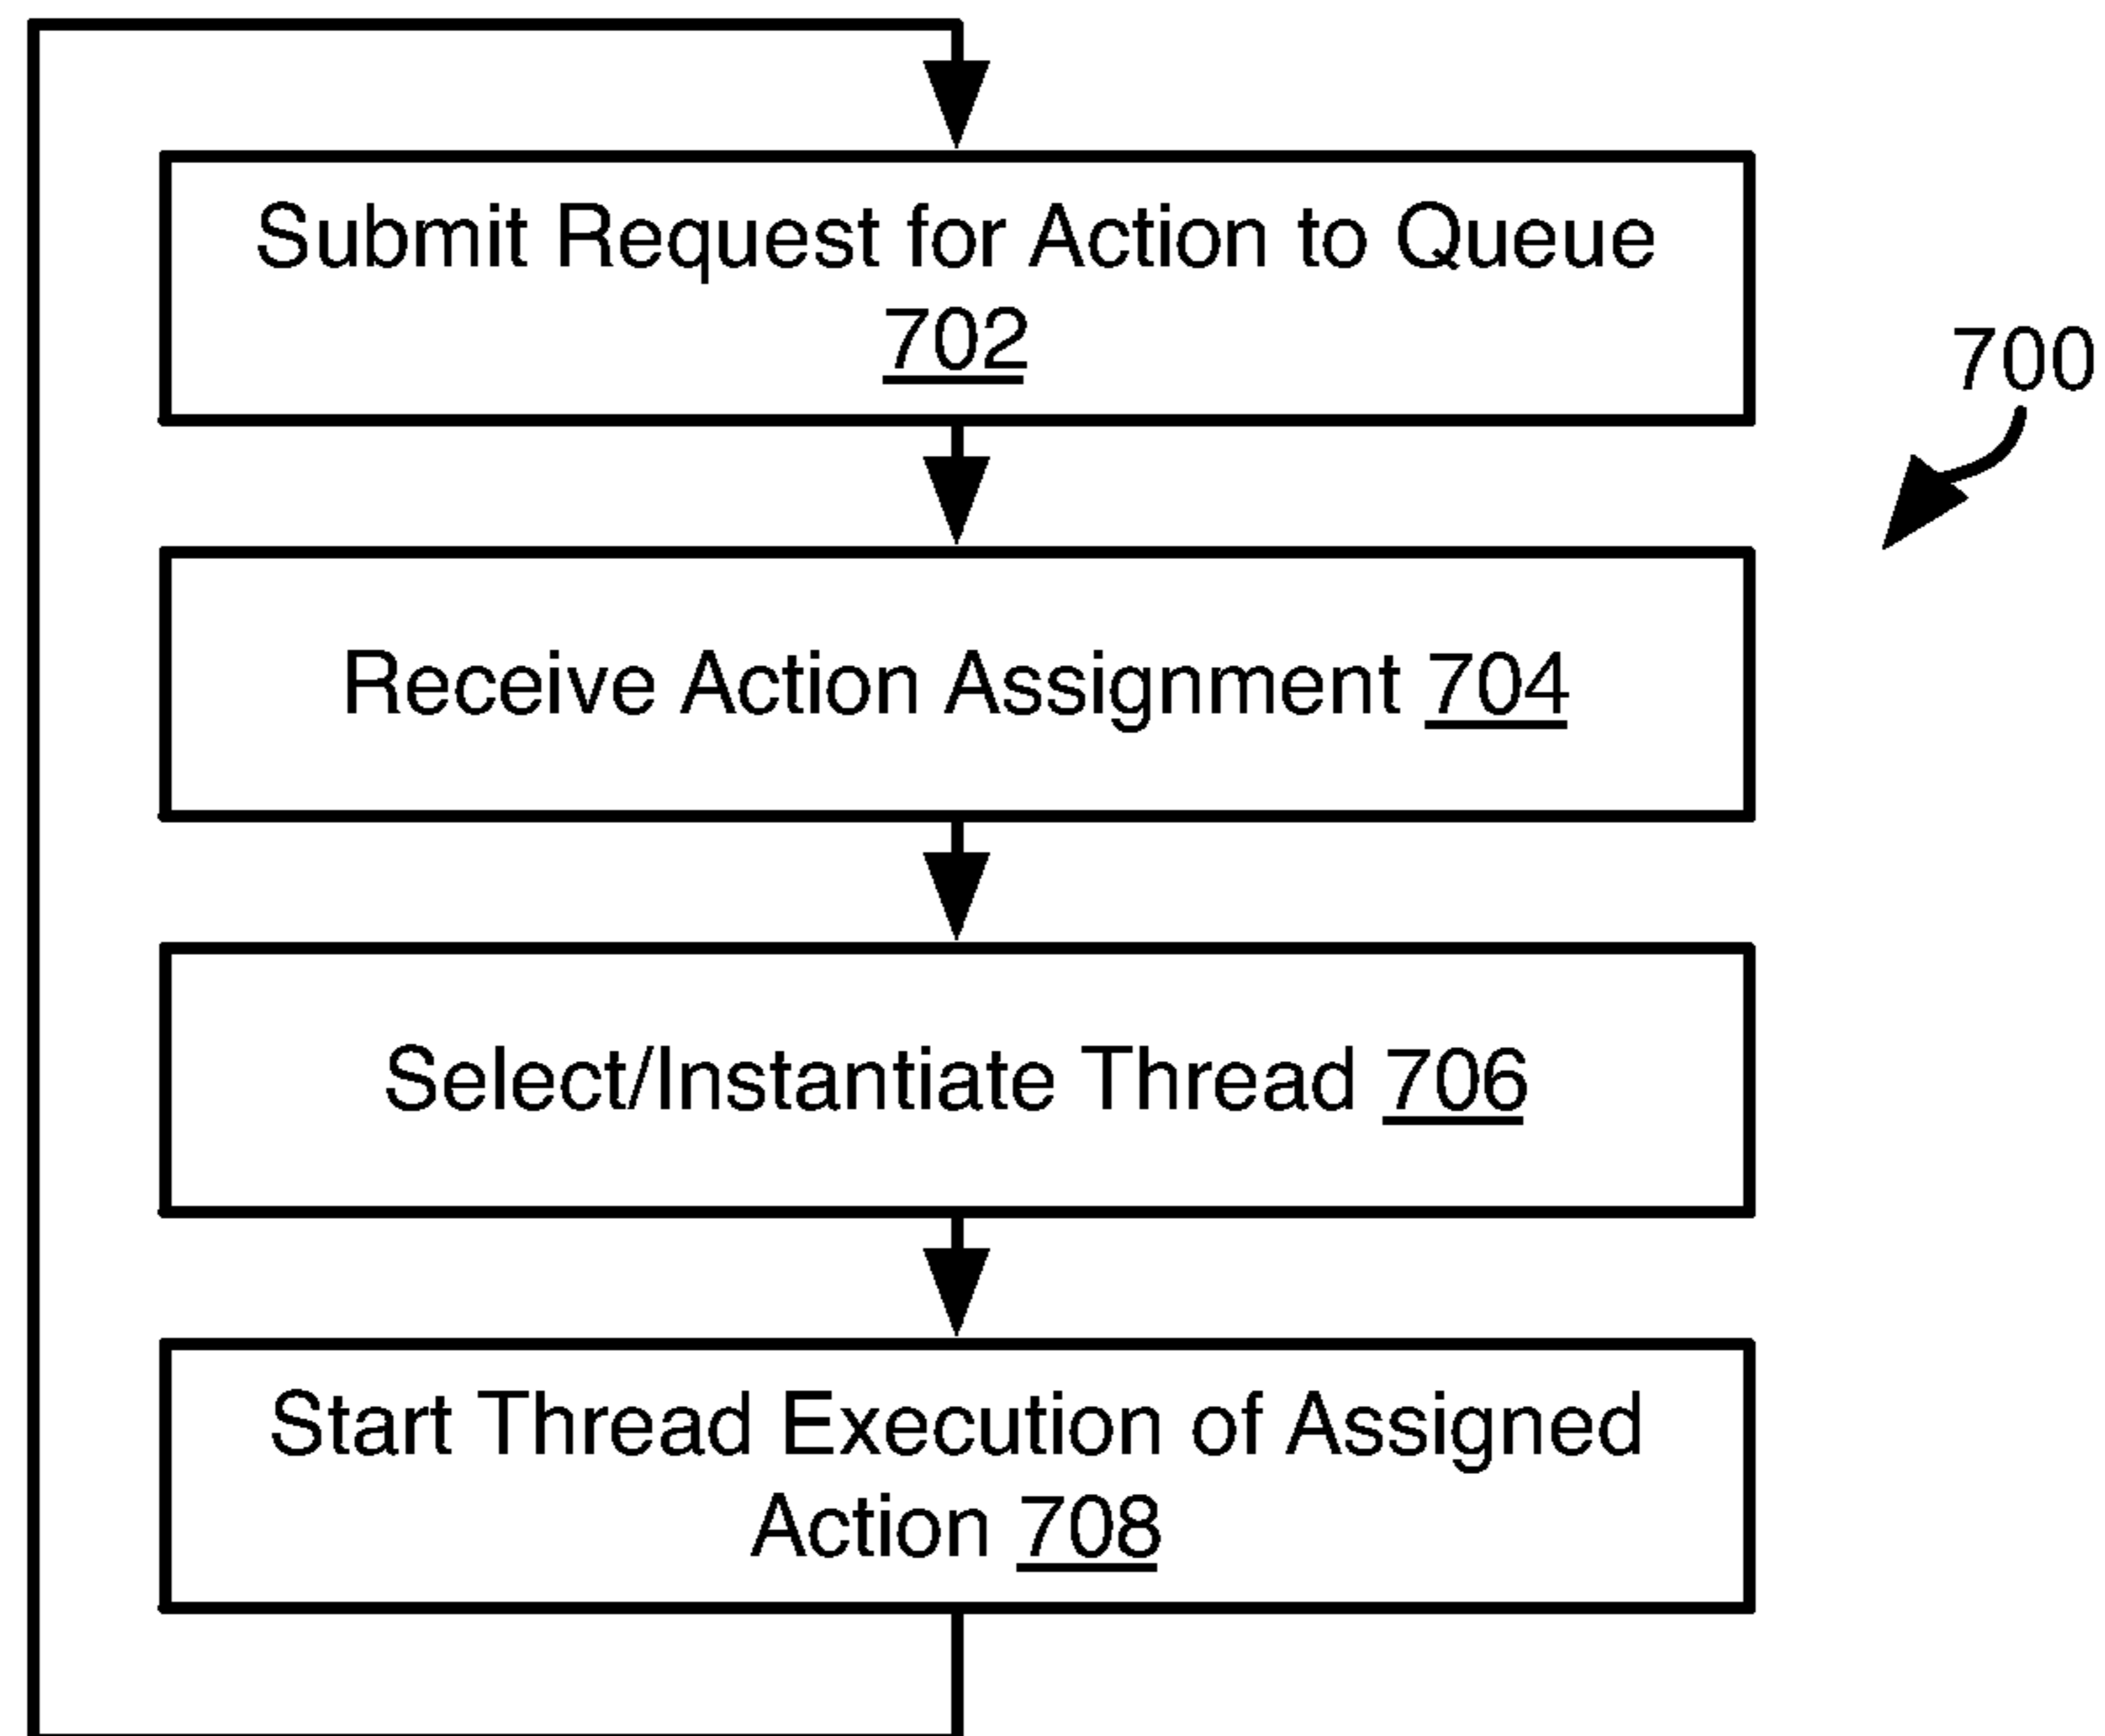 Submit Request for Action to Queue
702
700
Receive Action Assignment 704
Select/Instantiate Thread 706
Start Thread Execution of Assigned
Action 708